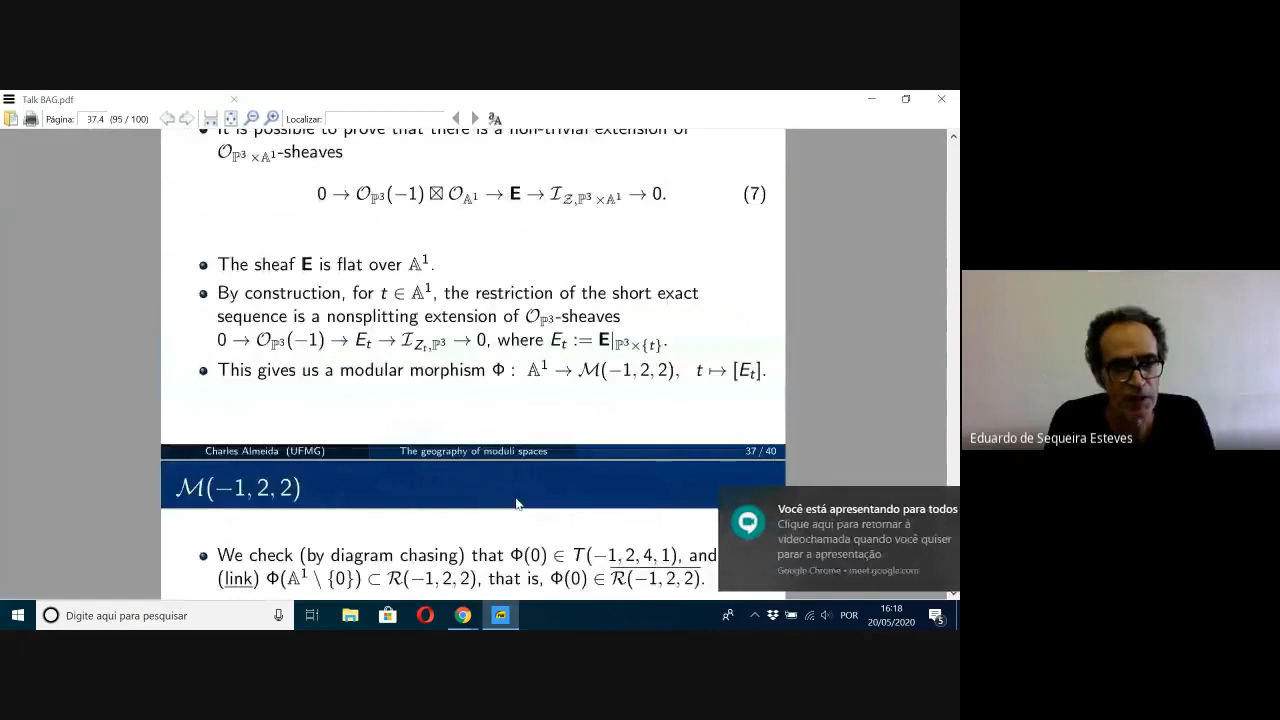 Talk BAG.pdf
Página: 37.4 (95 / 100) Localizar:
It is possible to prove that there is a non-trivial extension of
𝒪_{ℙ³×𝔸¹}-sheaves
0 → 𝒪_{ℙ³}(−1) ⊠ 𝒪_{𝔸¹} → E → ℐ_{𝒵,ℙ³×𝔸¹} → 0. (7)
The sheaf E is flat over 𝔸¹.
By construction, for t ∈ 𝔸¹, the restriction of the short exact
sequence is a nonsplitting extension of 𝒪_{ℙ³}-sheaves
0 → 𝒪_{ℙ³}(−1) → E_t → ℐ_{Z_t,ℙ³} → 0, where E_t := E|_{ℙ³×{t}}.
This gives us a modular morphism Φ : 𝔸¹ → ℳ(−1, 2, 2), t ↦ [E_t].
Charles Almeida (UFMG) The geography of moduli spaces 37 / 40
ℳ(−1, 2, 2)
We check (by diagram chasing) that Φ(0) ∈ T(−1, 2, 4, 1), and
(link) Φ(𝔸¹ \ {0}) ⊂ ℛ(−1, 2, 2), that is, Φ(0) ∈ \overline{ℛ(−1, 2, 2)}.
Você está apresentando para todos
Clique aqui para retornar à
videochamada quando você quiser
parar a apresentação
Google Chrome • meet.google.com
Digite aqui para pesquisar
POR
16:18
20/05/2020
5
Eduardo de Sequeira Esteves